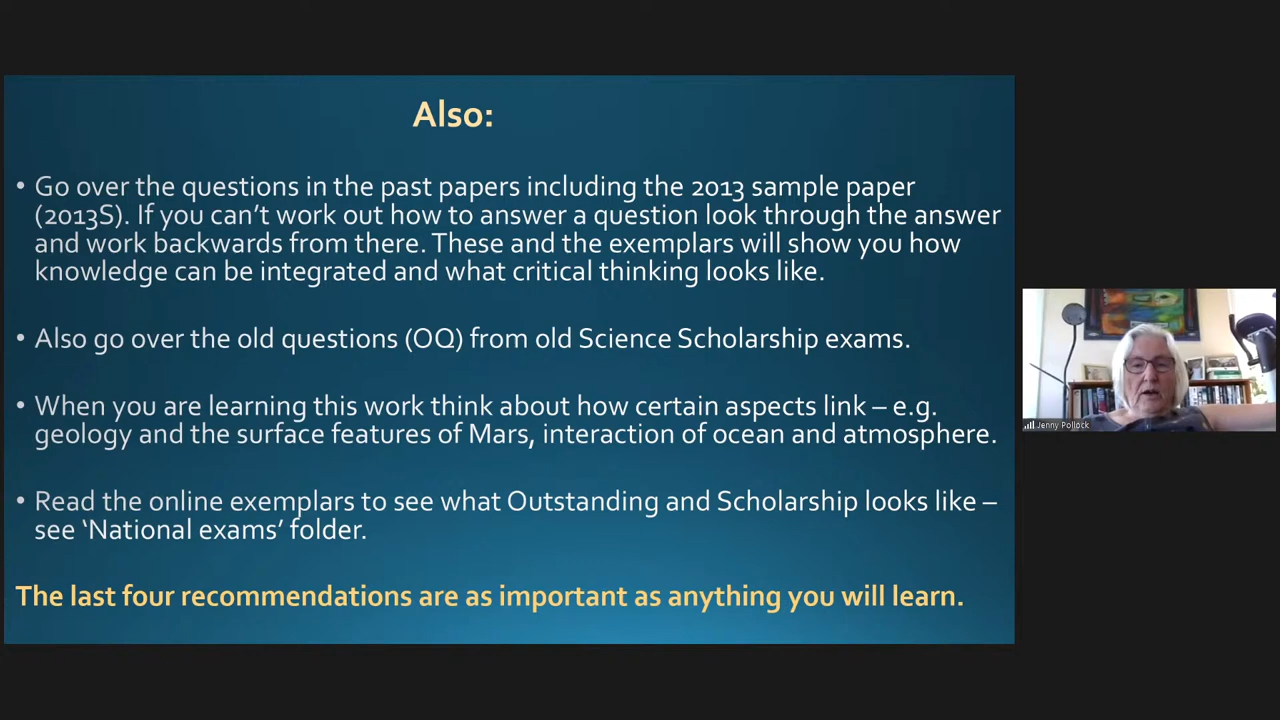 Also:
• Go over the questions in the past papers including the 2013 sample paper
(2013S). If you can’t work out how to answer a question look through the answer
and work backwards from there. These and the exemplars will show you how
knowledge can be integrated and what critical thinking looks like.
• Also go over the old questions (OQ) from old Science Scholarship exams.
• When you are learning this work think about how certain aspects link – e.g.
geology and the surface features of Mars, interaction of ocean and atmosphere.
• Read the online exemplars to see what Outstanding and Scholarship looks like –
see ‘National exams’ folder.
The last four recommendations are as important as anything you will learn.
Jenny Pollock